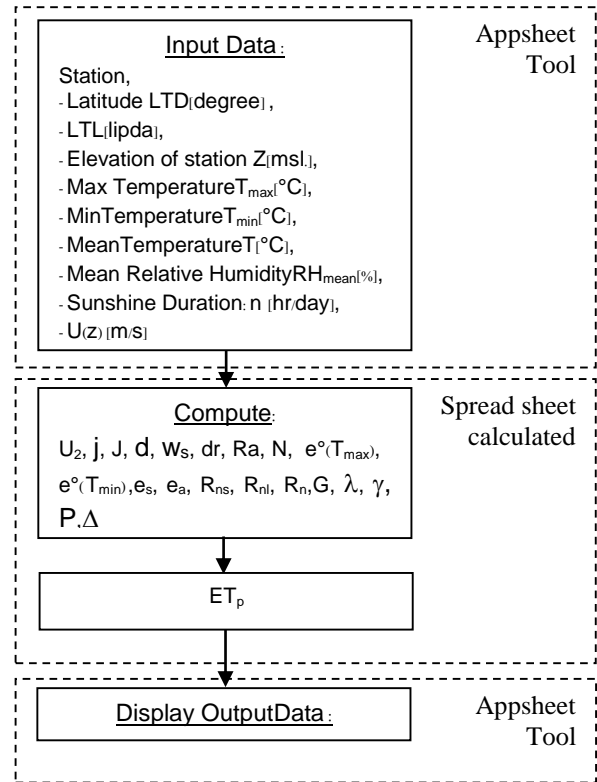 Input Data :
Appsheet
Tool
Station,
- Latitude LTD[degree] ,
- LTL[lipda],
- Elevation of station Z[msl.],
- Max TemperatureTmax[°C],
- MinTemperatureTmin[°C],
- MeanTemperatureT[°C],
- Mean Relative HumidityRHmean[%],
- Sunshine Duration: n [hr/day],
- U(z) [m/s]
Compute:
Spread sheet
calculated
U2, j, J, d, ws, dr, Ra, N, e°(Tmax),
e°(Tmin),es, ea, Rns, Rnl, Rn,G, λ, γ,
P,Δ
ETp
Display OutputData :
Appsheet
Tool